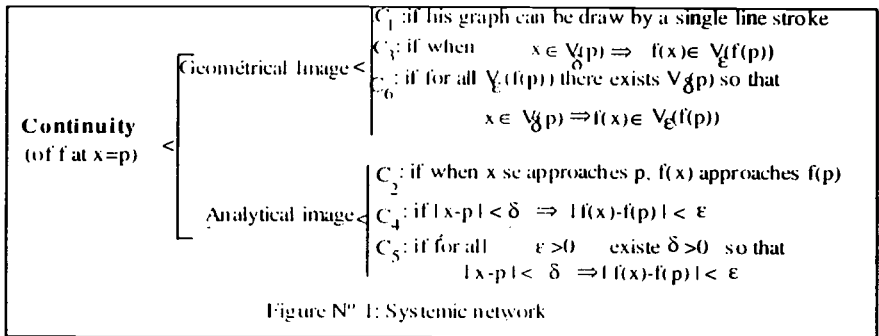 C1 :if his graph can be draw by a single line stroke
C3: if when x ∈ Vδ(p) ⇒ f(x)∈ Vε(f(p))
Geometrical Image <
C6: if for all Vε(f(p)) there exists Vδ(p) so that
x∈ Vδ(p) ⇒f(x)∈ Vε(f(p))
Continuity
(of f at x=p) <
C2: if when x se approaches p, f(x) approaches f(p)
C4: if |x-p| < δ ⇒ |f(x)-f(p)| < ε
Analytical image <
C5: if for all ε >0 existe δ >0 so that
|x-p| < δ ⇒| f(x)-f(p) | < ε
Figure Nº 1: Systemic network